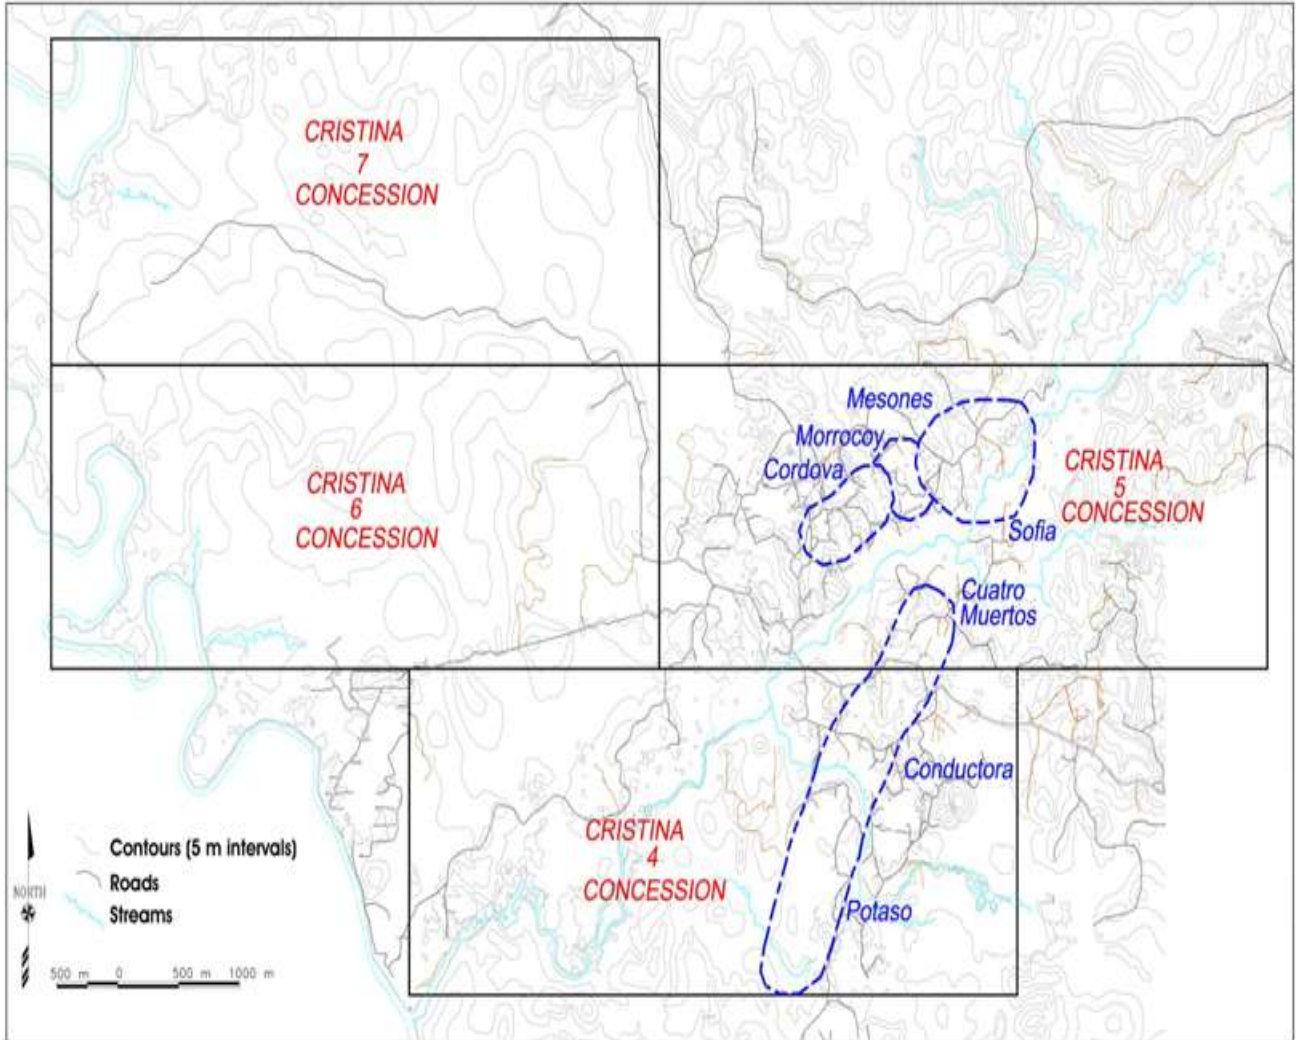 CRISTINA
7
CONCESSION
Mesones
Morrocoy
Cordova
CRISTINA
6
CONCESSION
CRISTINA
5
CONCESSION
Sofia
Cuatro
Muertos
Conductora
CRISTINA
4
CONCESSION
Potaso
Contours (5 m intervals)
Roads
Streams
NORTH
500 m 0 500 m 1000 m